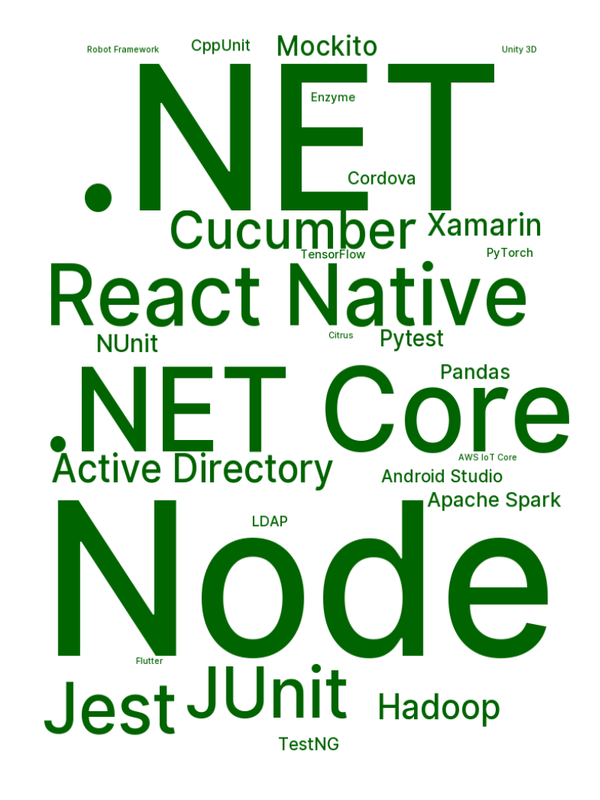 Robot Framework
CppUnit
Mockito
Unity 3D
.NET
Enzyme
Cordova
Cucumber
Xamarin
TensorFlow
PyTorch
React Native
Citrus
Pytest
NUnit
.NET Core
Pandas
AWS IoT Core
Active Directory
Android Studio
Apache Spark
Node
LDAP
Flutter
Jest
JUnit
Hadoop
TestNG